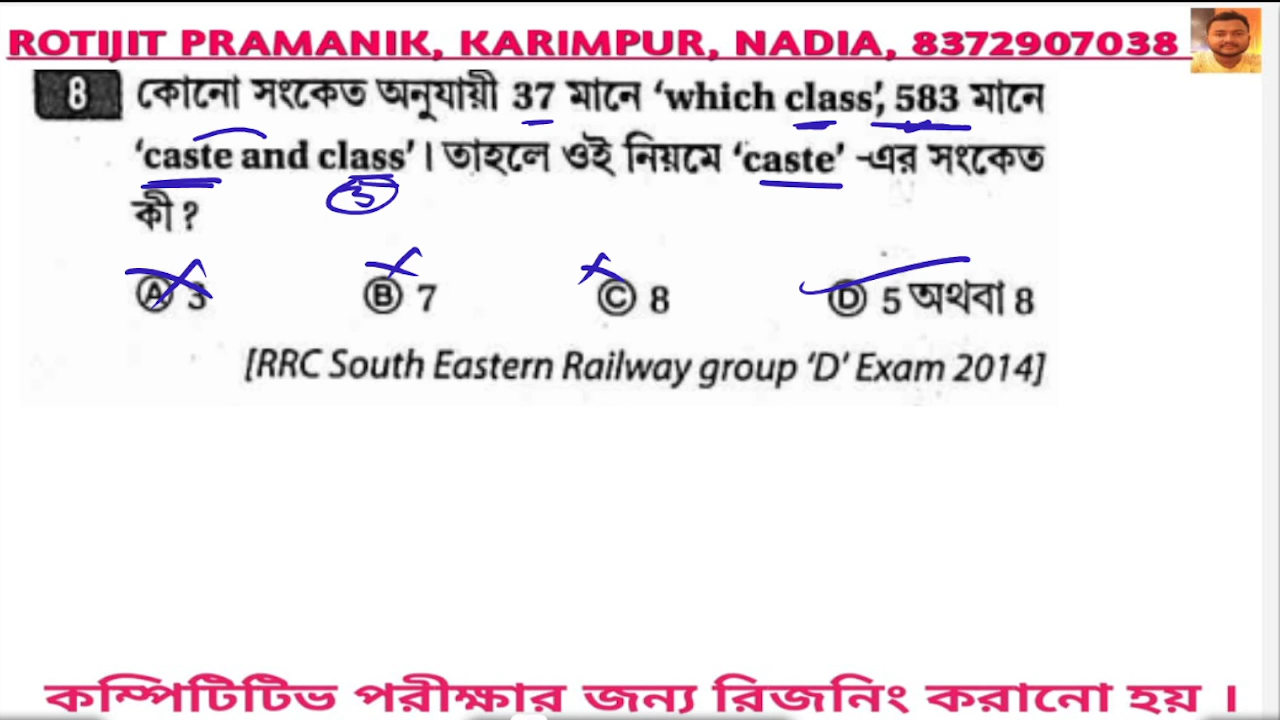 ROTIJIT PRAMANIK, KARIMPUR, NADIA, 8372907038
8 কোনো সংকেত অনুযায়ী 37 মানে ‘which class’, 583 মানে
‘caste and class’। তাহলে ওই নিয়মে ‘caste’ -এর সংকেত
3
কী ?
Ⓐ 3 Ⓑ 7 Ⓒ 8 Ⓓ 5 অথবা 8
[RRC South Eastern Railway group ‘D’ Exam 2014]
কম্পিটিটিভ পরীক্ষার জন্য রিজনিং করানো হয় ।